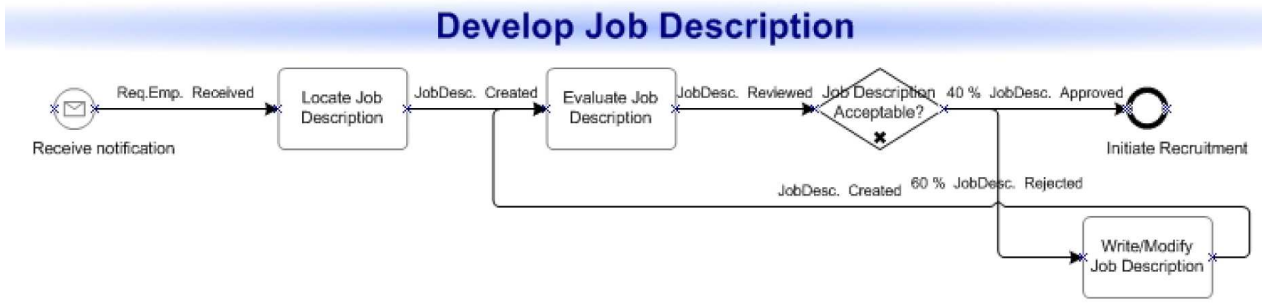 Develop Job Description
Req.Emp. Received
Locate Job
Description
JobDesc. Created
Evaluate Job
Description
JobDesc. Reviewed
Job Description
Acceptable?
40 % JobDesc. Approved
Receive notification
Initiate Recruitment
JobDesc. Created
60 % JobDesc. Rejected
Write/Modify
Job Description